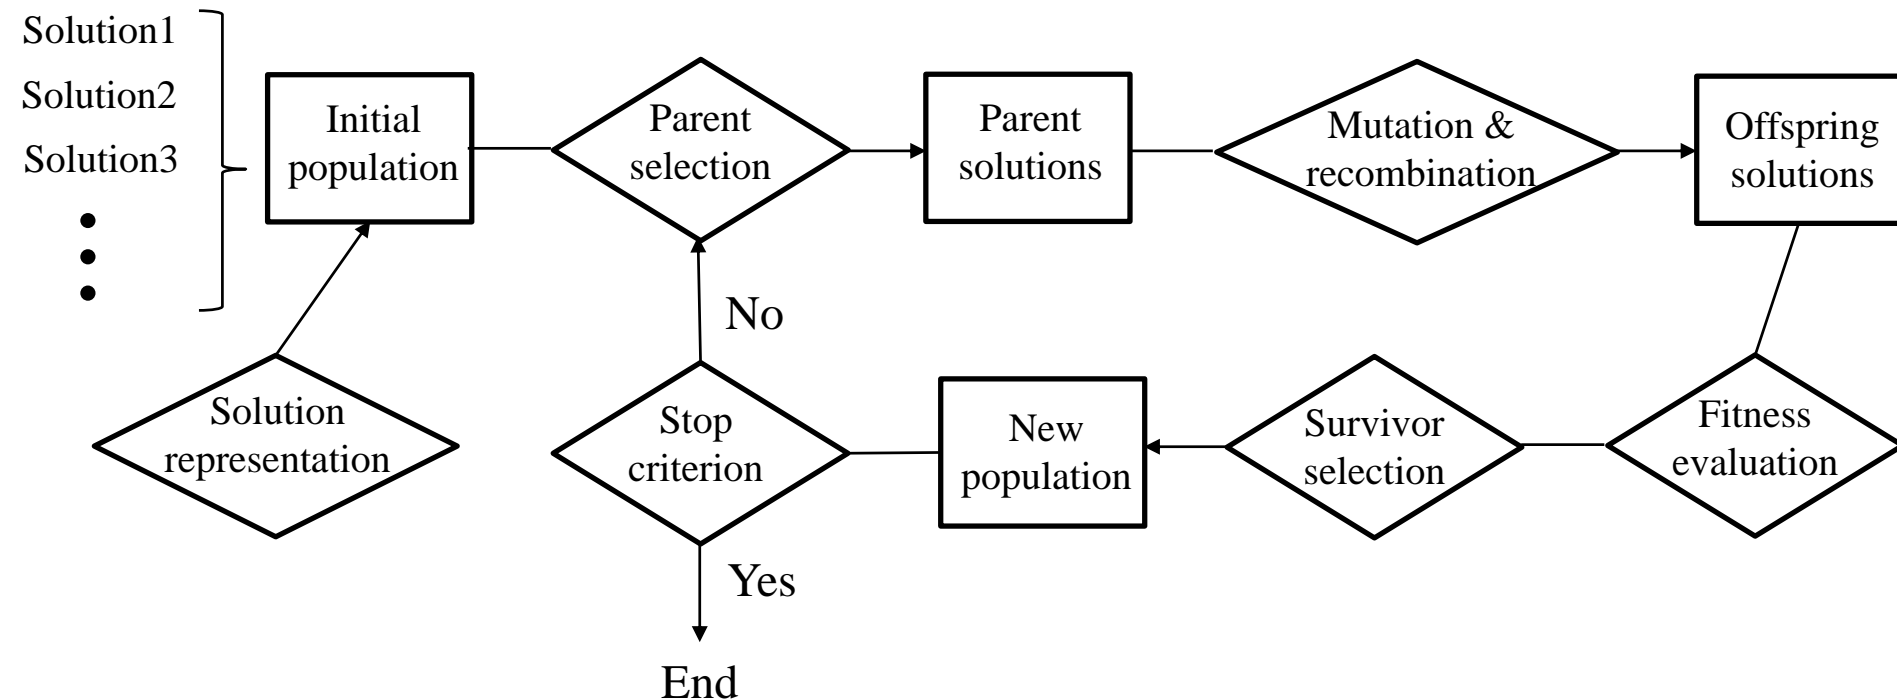 Solution1
Solution2
Solution3
Initial
population
Parent
selection
Parent
solutions
Mutation &
recombination
Offspring
solutions
No
Solution
representation
Stop
criterion
New
population
Survivor
selection
Fitness
evaluation
Yes
End